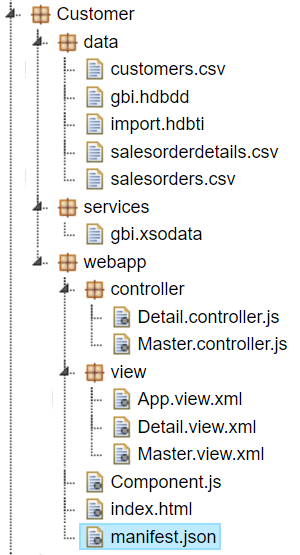 Customer
data
customers.csv
gbi.hdbdd
import.hdbti
salesorderdetails.csv
salesorders.csv
services
gbi.xsodata
webapp
controller
Detail.controller.js
Master.controller.js
view
App.view.xml
Detail.view.xml
Master.view.xml
Component.js
index.html
manifest.json